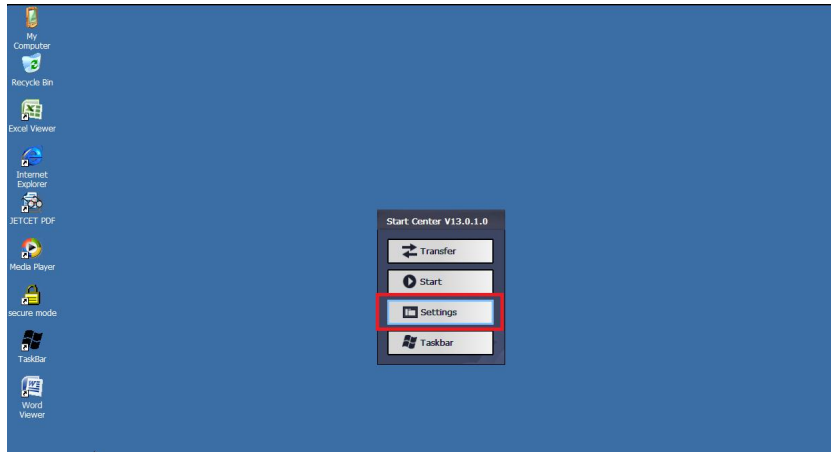 My
Computer
Recycle Bin
Excel Viewer
Internet
Explorer
JETCET PDF
Media Player
secure mode
TaskBar
Word
Viewer
Start Center V13.0.1.0
Transfer
Start
Settings
Taskbar